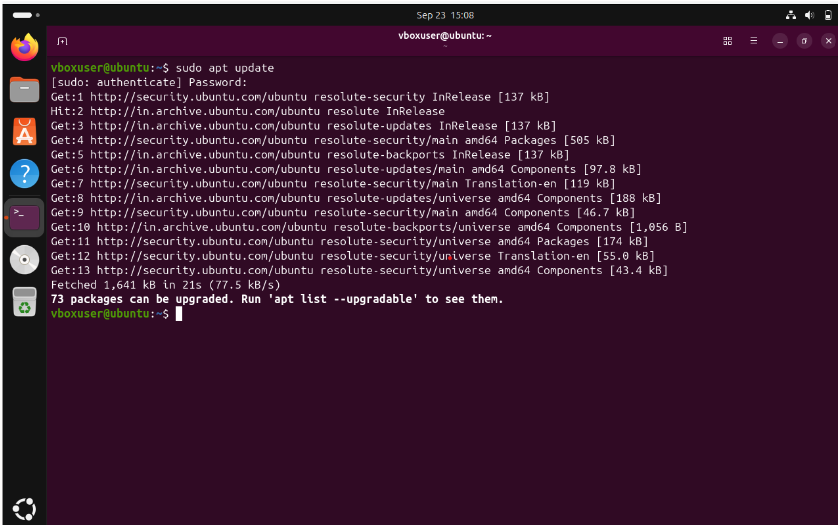 Sep 23 15:08
vboxuser@ubuntu: ~
~
vboxuser@ubuntu:~$ sudo apt update
[sudo: authenticate] Password:
Get:1 http://security.ubuntu.com/ubuntu resolute-security InRelease [137 kB]
Hit:2 http://in.archive.ubuntu.com/ubuntu resolute InRelease
Get:3 http://in.archive.ubuntu.com/ubuntu resolute-updates InRelease [137 kB]
Get:4 http://security.ubuntu.com/ubuntu resolute-security/main amd64 Packages [505 kB]
Get:5 http://in.archive.ubuntu.com/ubuntu resolute-backports InRelease [137 kB]
Get:6 http://in.archive.ubuntu.com/ubuntu resolute-updates/main amd64 Components [97.8 kB]
Get:7 http://security.ubuntu.com/ubuntu resolute-security/main Translation-en [119 kB]
Get:8 http://in.archive.ubuntu.com/ubuntu resolute-updates/universe amd64 Components [188 kB]
Get:9 http://security.ubuntu.com/ubuntu resolute-security/main amd64 Components [46.7 kB]
Get:10 http://in.archive.ubuntu.com/ubuntu resolute-backports/universe amd64 Components [1,056 B]
Get:11 http://security.ubuntu.com/ubuntu resolute-security/universe amd64 Packages [174 kB]
Get:12 http://security.ubuntu.com/ubuntu resolute-security/universe Translation-en [55.0 kB]
Get:13 http://security.ubuntu.com/ubuntu resolute-security/universe amd64 Components [43.4 kB]
Fetched 1,641 kB in 21s (77.5 kB/s)
73 packages can be upgraded. Run 'apt list --upgradable' to see them.
vboxuser@ubuntu:~$